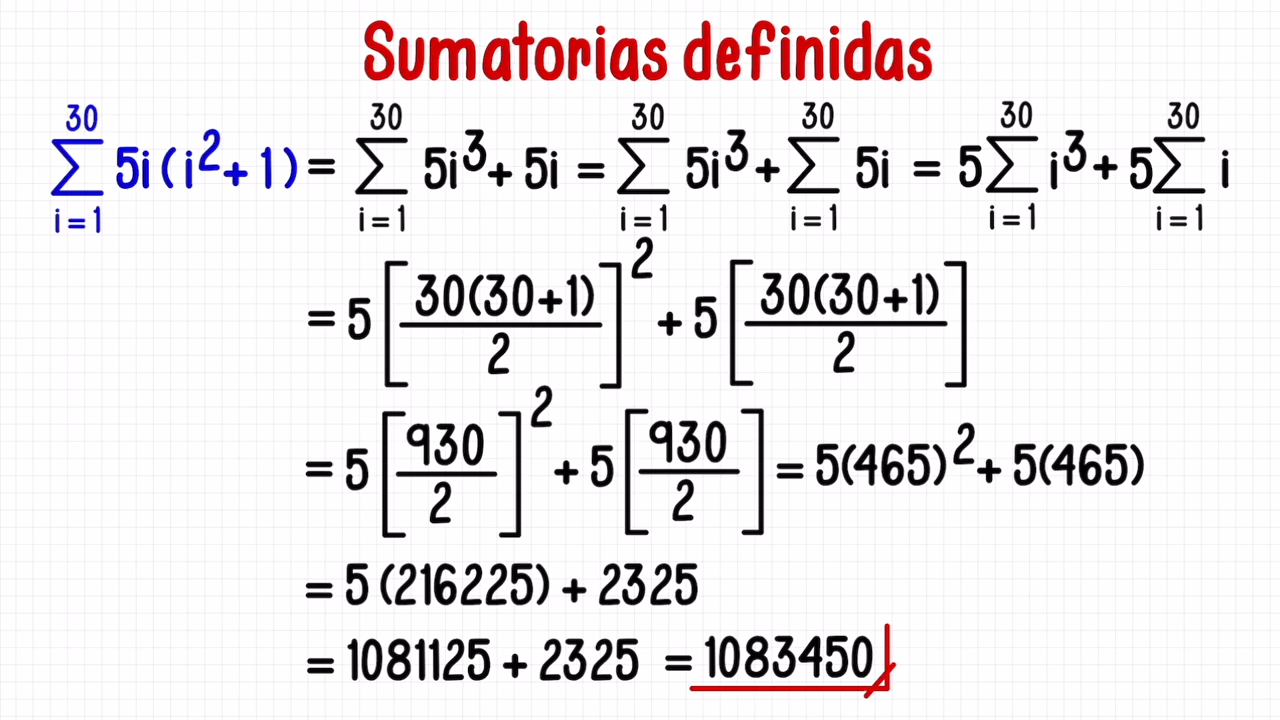 Sumatorias definidas
30 ∑ i = 1 5i ( i² + 1 ) = 30 ∑ i = 1 5i³ + 5i = 30 ∑ i = 1 5i³ + 30 ∑ i = 1 5i = 5 30 ∑ i = 1 i³ + 5 30 ∑ i = 1 i
= 5 [ 30(30+1) / 2 ]² + 5 [ 30(30+1) / 2 ]
= 5 [ 930 / 2 ]² + 5 [ 930 / 2 ] = 5(465)² + 5(465)
= 5 (216225) + 2325
= 1081125 + 2325 = 1083450